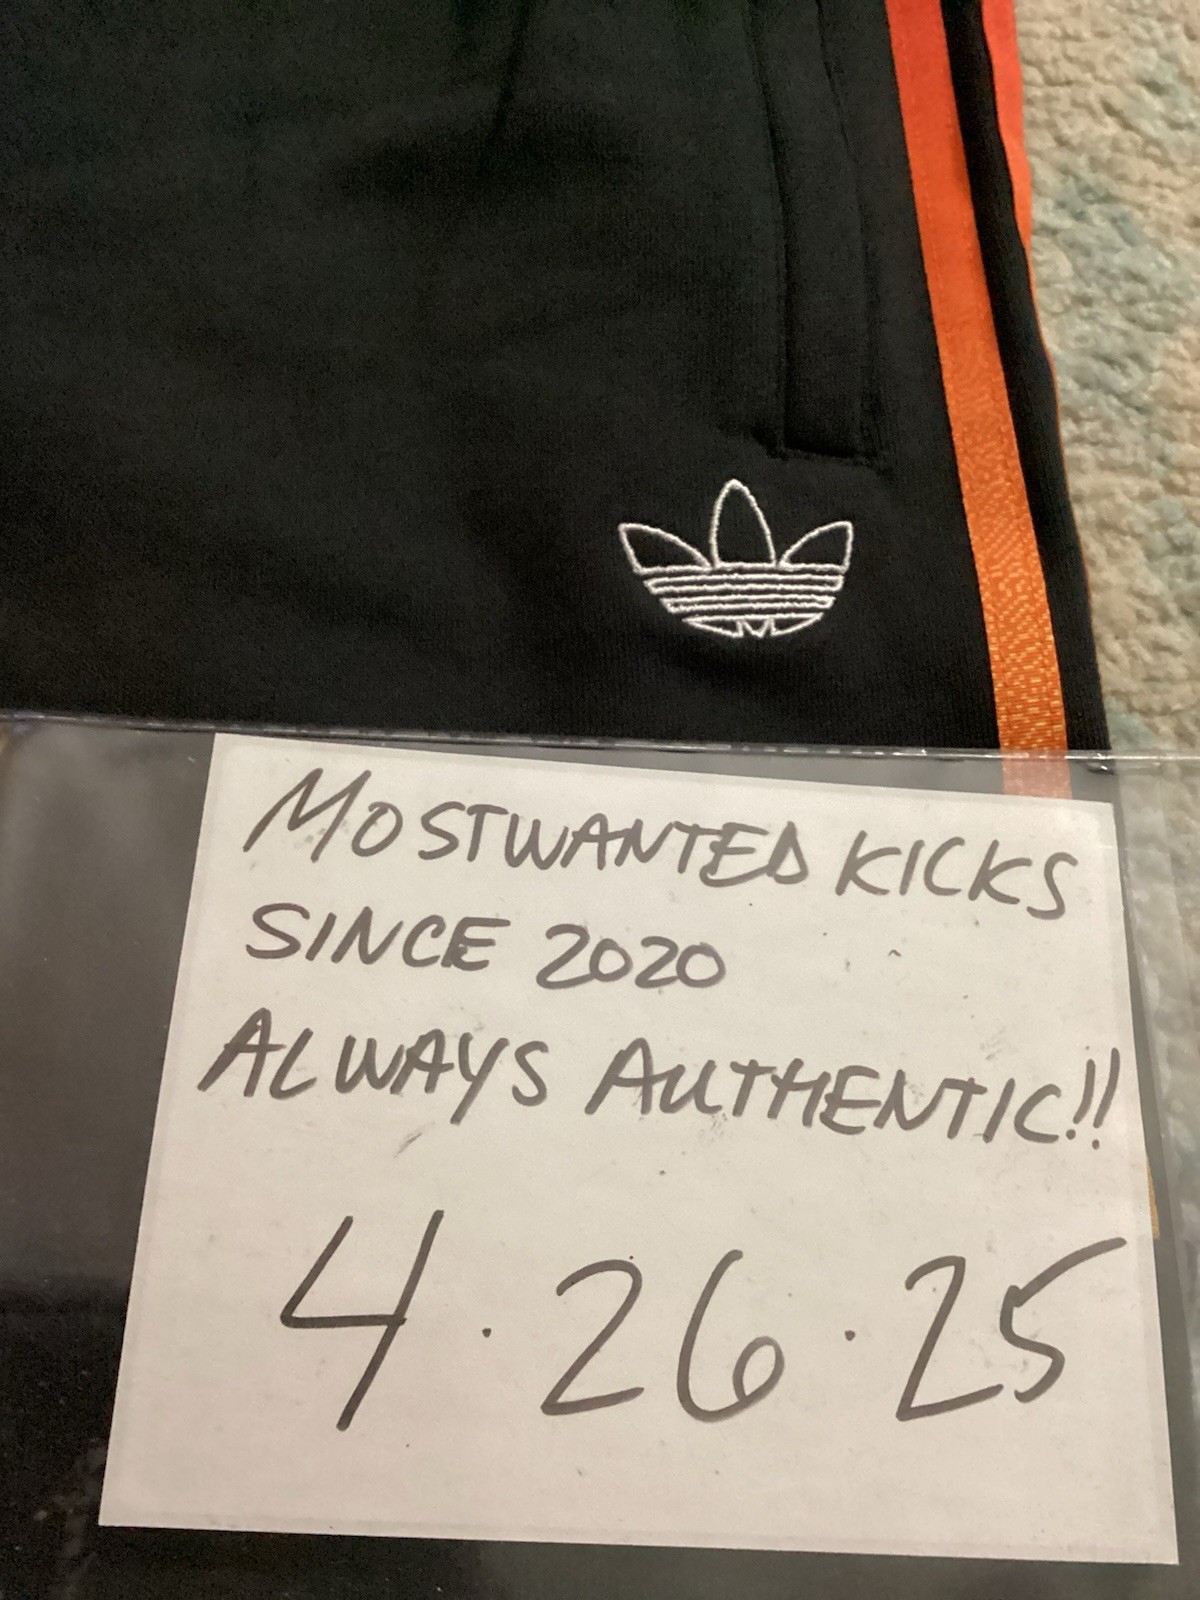 MOSTWANTED KICKS
SINCE 2020
ALWAYS AUTHENTIC!!
4·26·25